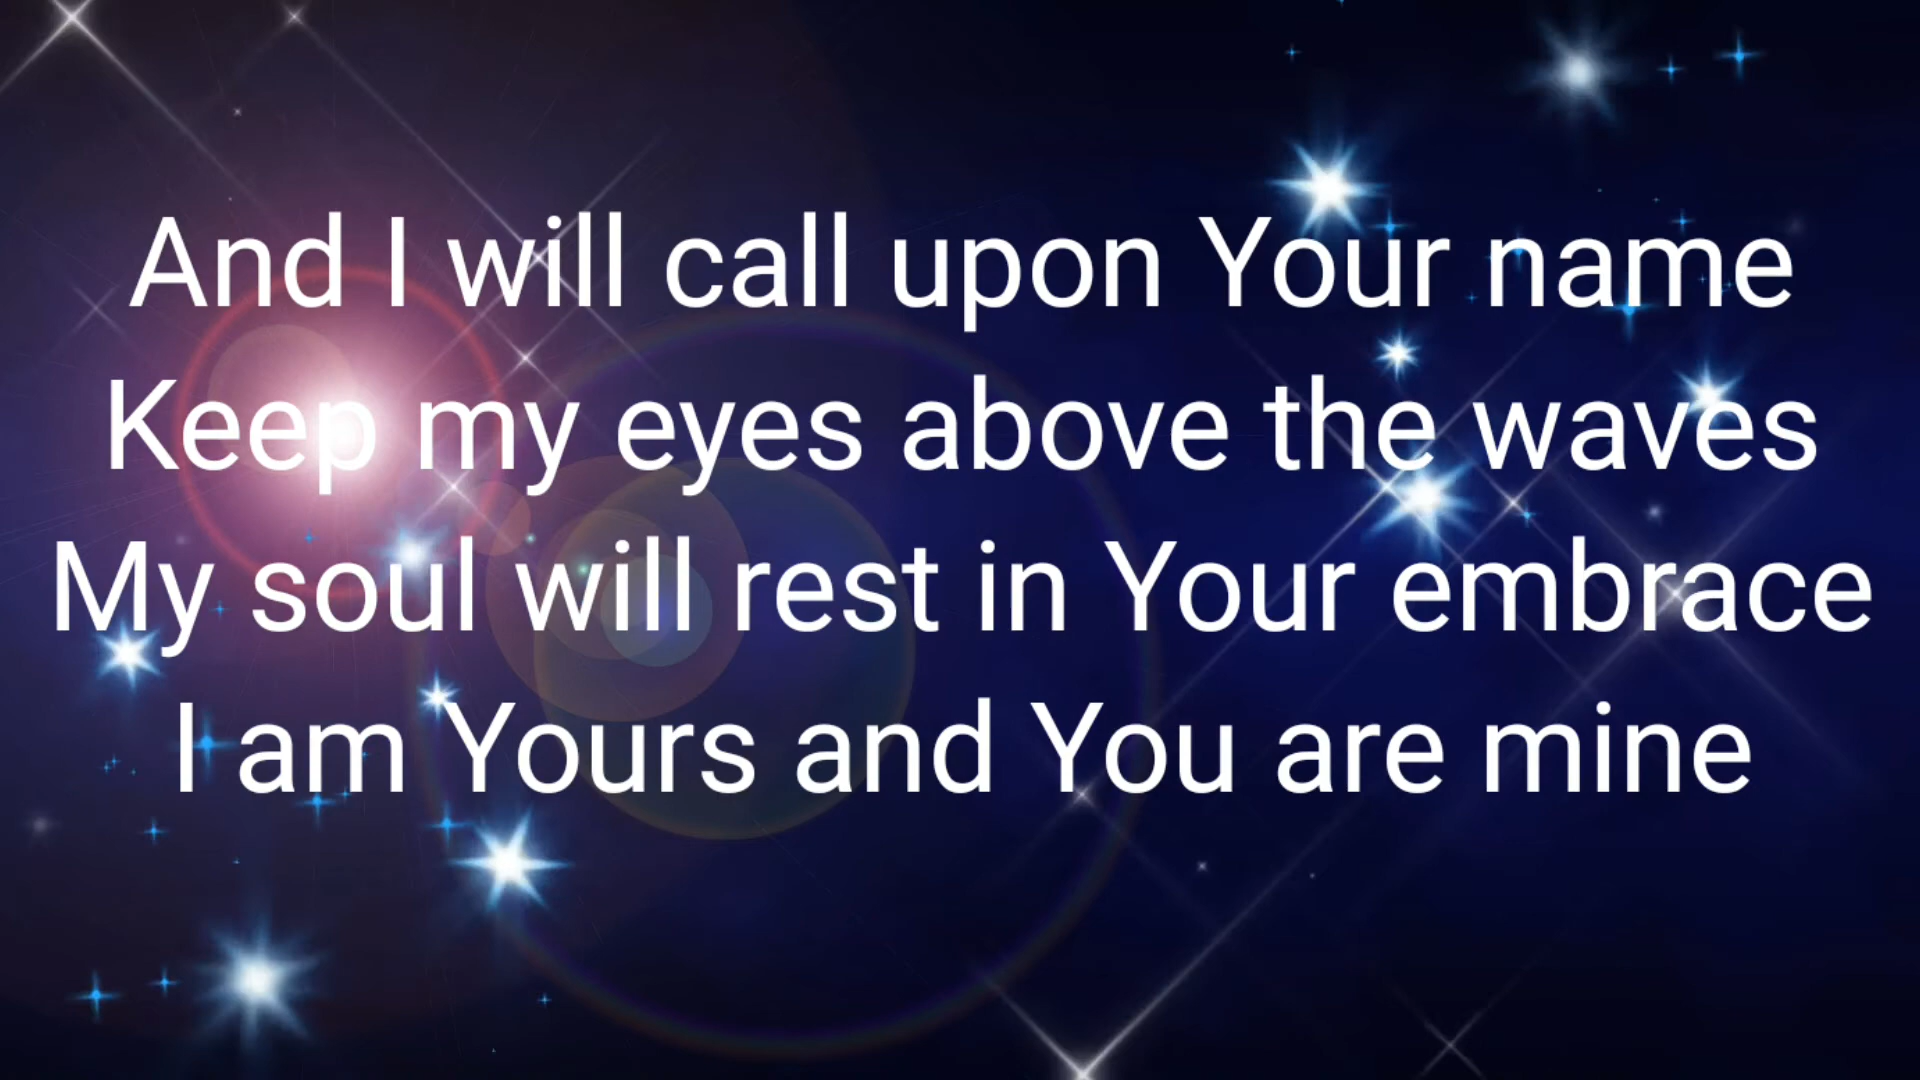 And I will call upon Your name
Keep my eyes above the waves
My soul will rest in Your embrace
I am Yours and You are mine